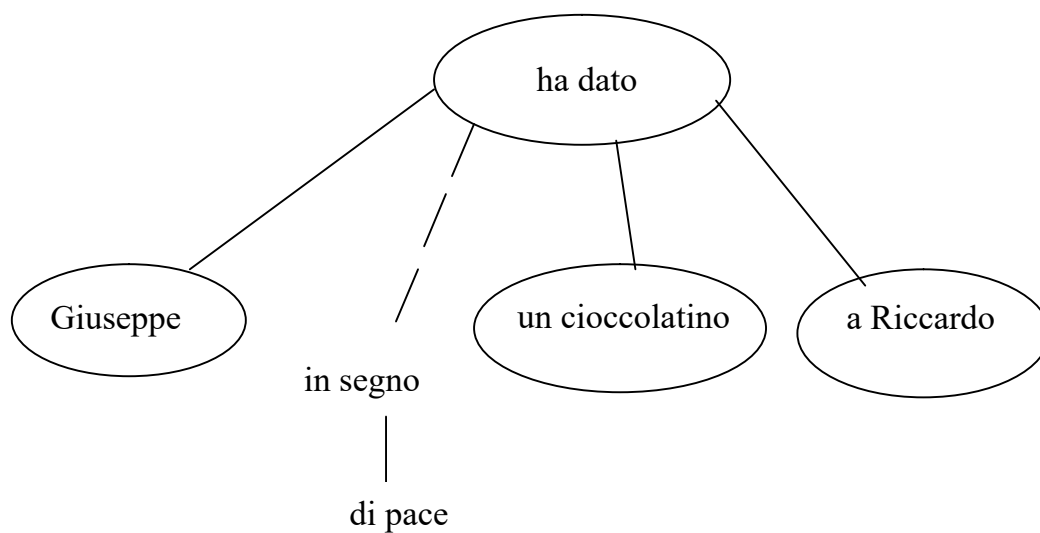 ha dato
Giuseppe
un cioccolatino
a Riccardo
in segno
di pace